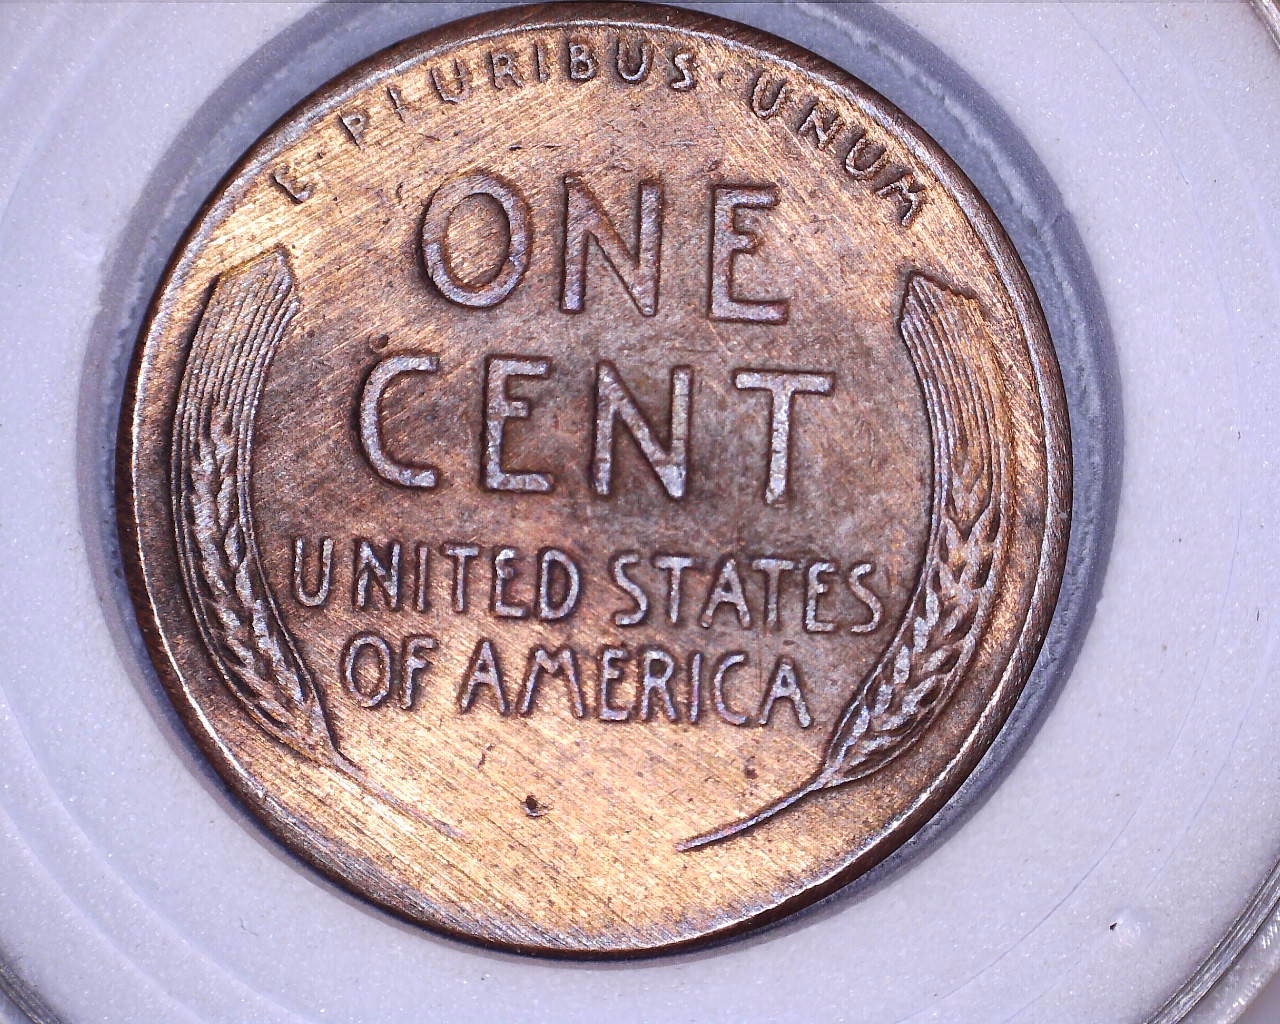 E · PLURIBUS · UNUM
ONE
CENT
UNITED STATES
OF AMERICA